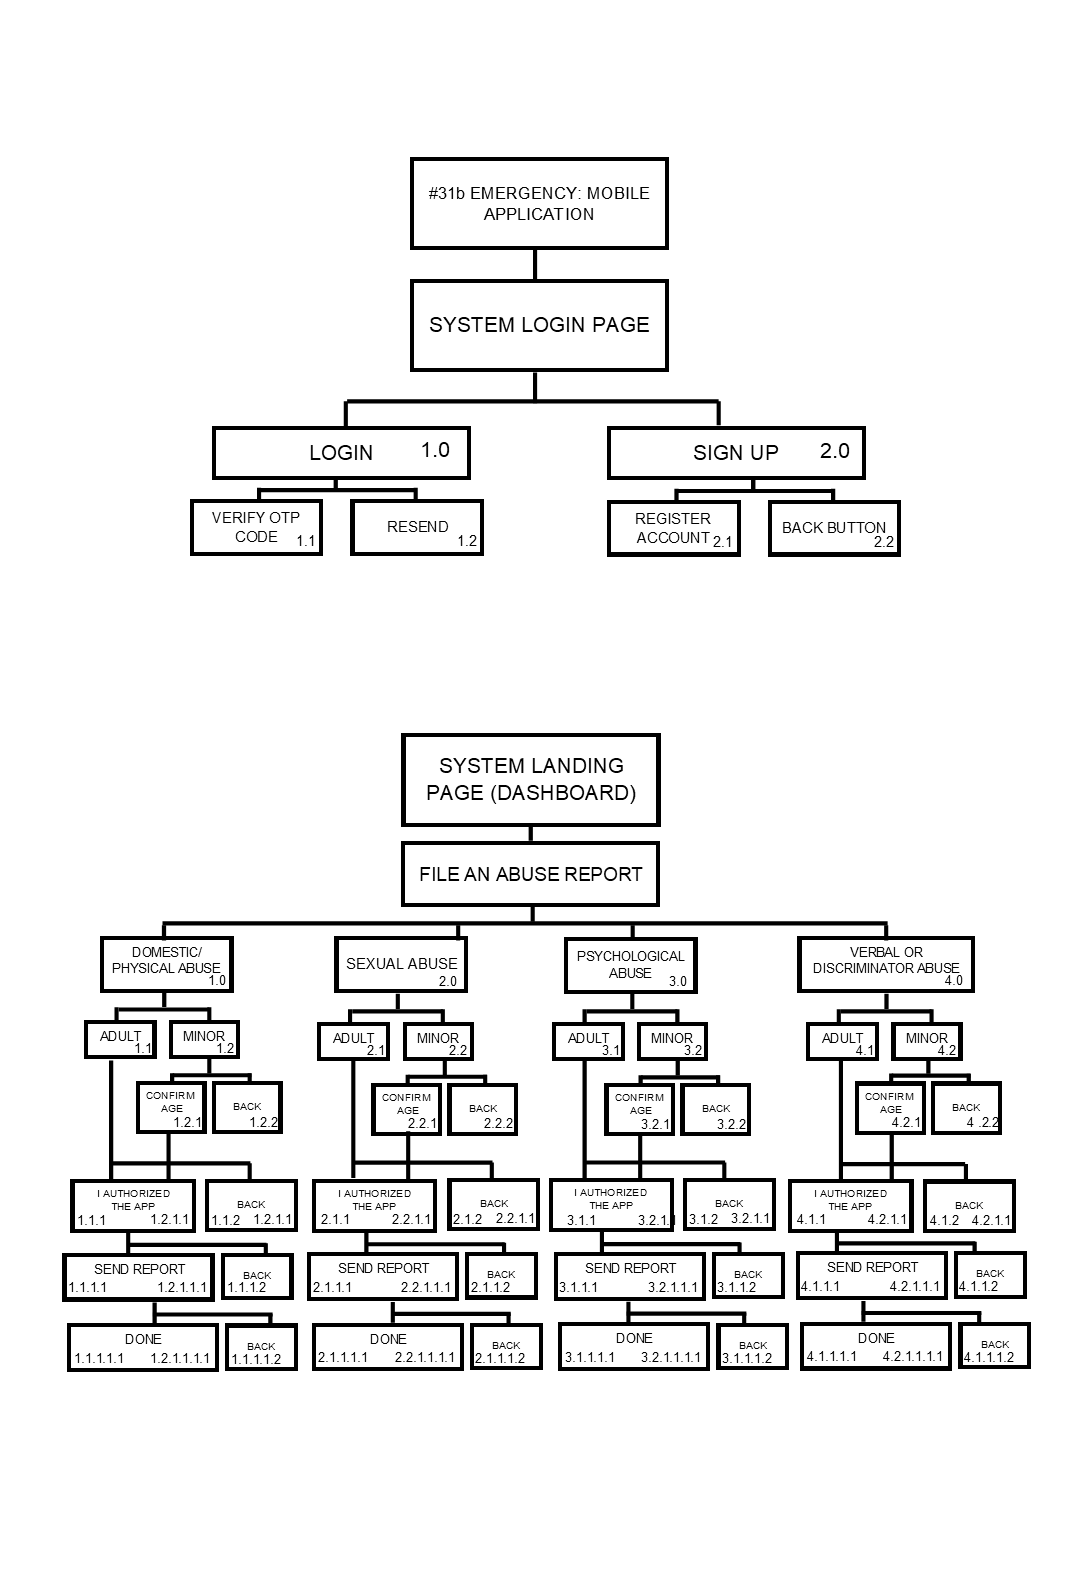 #31b EMERGENCY: MOBILE
APPLICATION
SYSTEM LOGIN PAGE
LOGIN 1.0
SIGN UP 2.0
VERIFY OTP
CODE 1.1
RESEND
1.2
REGISTER
ACCOUNT 2.1
BACK BUTTON
2.2
SYSTEM LANDING
PAGE (DASHBOARD)
FILE AN ABUSE REPORT
DOMESTIC/
PHYSICAL ABUSE
1.0
SEXUAL ABUSE
2.0
PSYCHOLOGICAL
ABUSE
3.0
VERBAL OR
DISCRIMINATOR ABUSE
4.0
ADULT
1.1
MINOR
1.2
ADULT
2.1
MINOR
2.2
ADULT
3.1
MINOR
3.2
ADULT
4.1
MINOR
4.2
CONFIRM
AGE
1.2.1
BACK
1.2.2
CONFIRM
AGE
2.2.1
BACK
2.2.2
CONFIRM
AGE
3.2.1
BACK
3.2.2
CONFIRM
AGE
4.2.1
BACK
4 .2.2
I AUTHORIZED
THE APP
1.1.1 1.2.1.1
BACK
1.1.2 1.2.1.1
I AUTHORIZED
THE APP
2.1.1 2.2.1.1
BACK
2.1.2 2.2.1.1
I AUTHORIZED
THE APP
3.1.1 3.2.1.1
BACK
3.1.2 3.2.1.1
I AUTHORIZED
THE APP
4.1.1 4.2.1.1
BACK
4.1.2 4.2.1.1
SEND REPORT
1.1.1.1 1.2.1.1.1
BACK
1.1.1.2
SEND REPORT
2.1.1.1 2.2.1.1.1
BACK
2.1.1.2
SEND REPORT
3.1.1.1 3.2.1.1.1
BACK
3.1.1.2
SEND REPORT
4.1.1.1 4.2.1.1.1
BACK
4.1.1.2
DONE
1.1.1.1.1 1.2.1.1.1.1
BACK
1.1.1.1.2
DONE
2.1.1.1.1 2.2.1.1.1.1
BACK
2.1.1.1.2
DONE
3.1.1.1.1 3.2.1.1.1.1
BACK
3.1.1.1.2
DONE
4.1.1.1.1 4.2.1.1.1.1
BACK
4.1.1.1.2